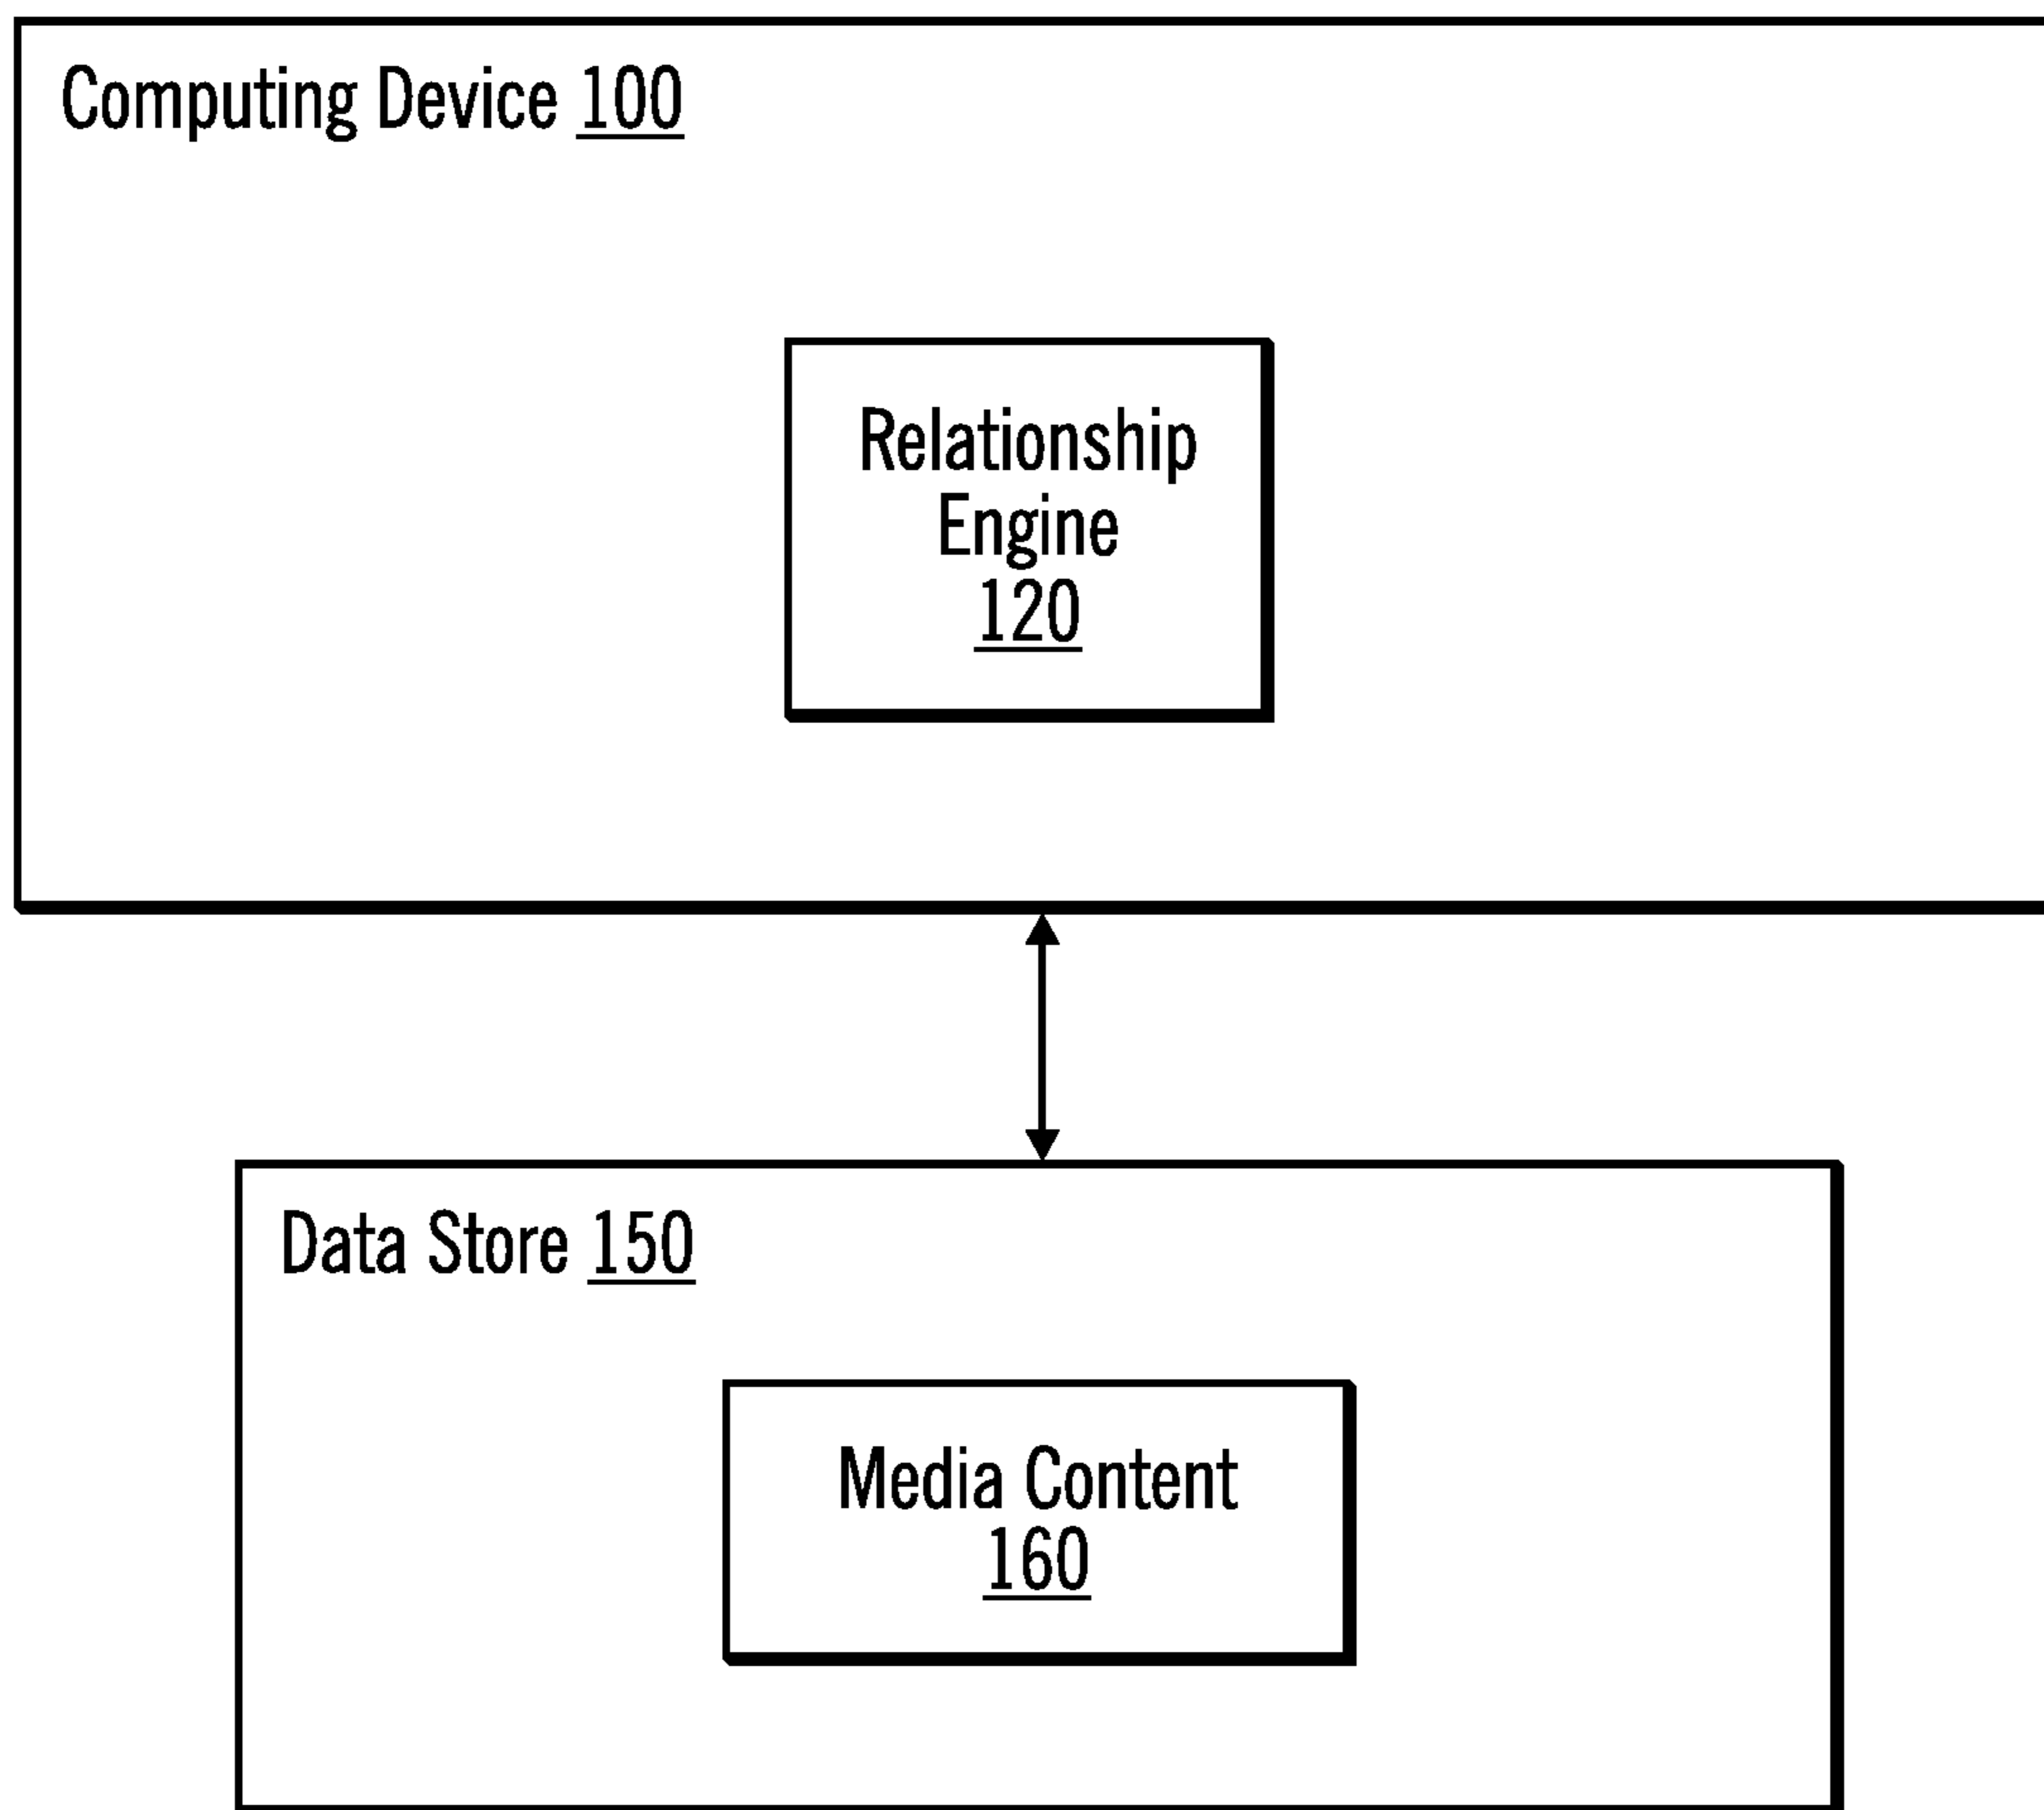 Computing Device 100
Relationship
Engine
120
Data Store 150
Media Content
160